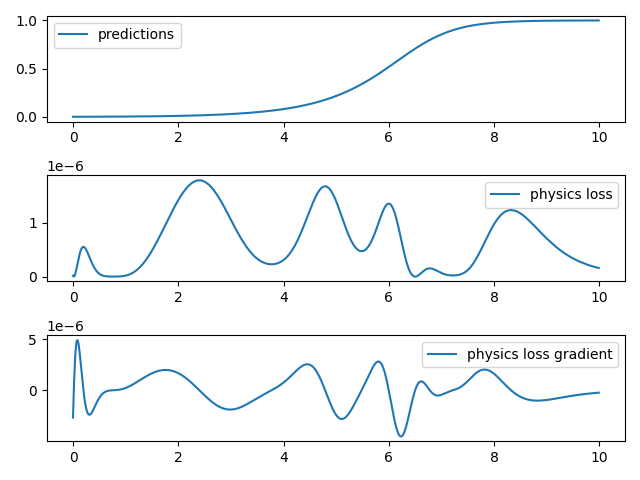 1.0
predictions
0.5
0.0
0 2 4 6 8 10
1e−6
physics loss
1
0
0 2 4 6 8 10
1e−6
5
physics loss gradient
0
0 2 4 6 8 10